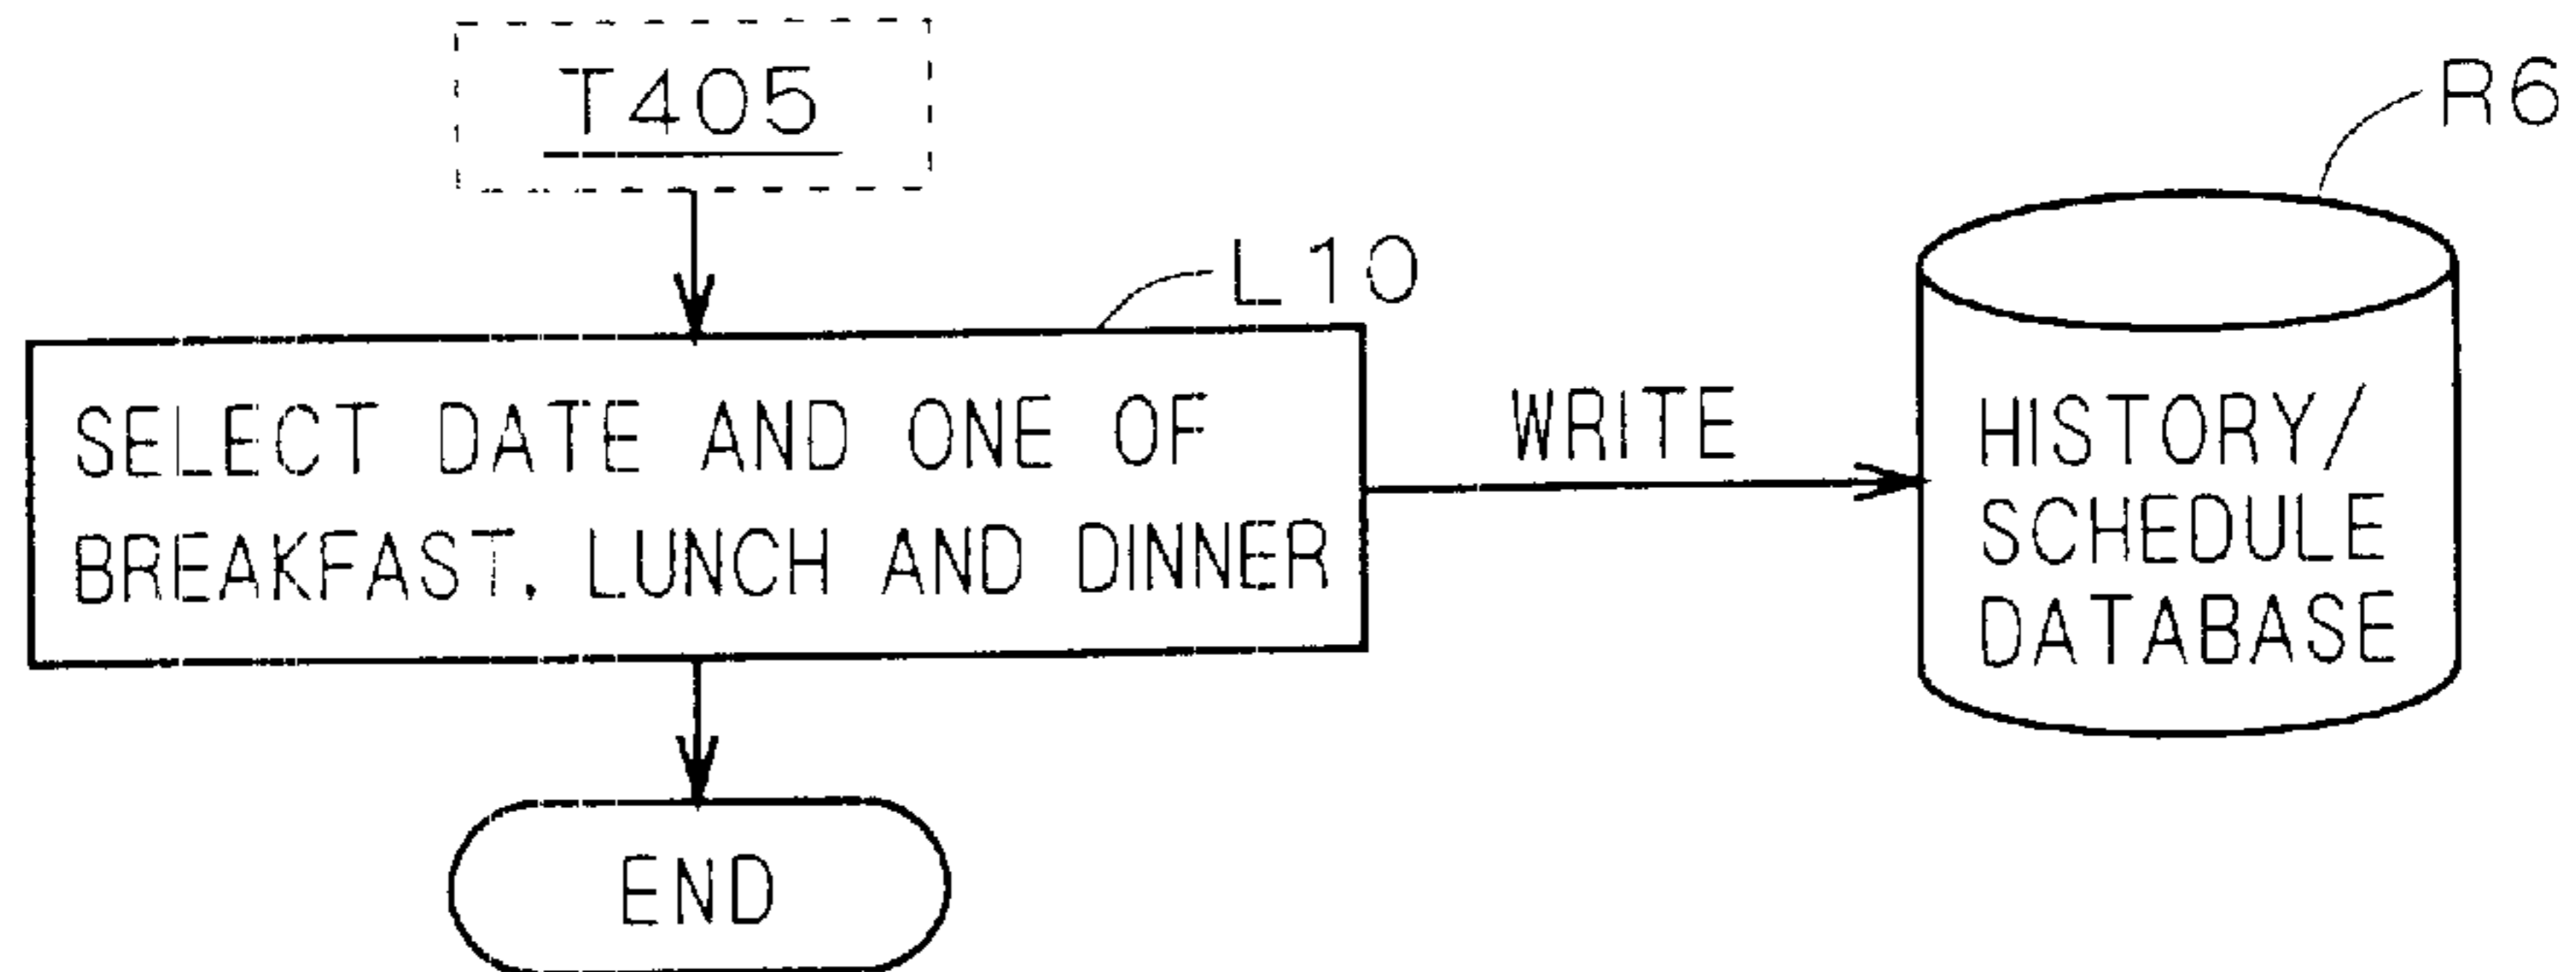 T405
R6
L10
SELECT DATE AND ONE OF
BREAKFAST, LUNCH AND DINNER
WRITE
HISTORY/
SCHEDULE
DATABASE
END